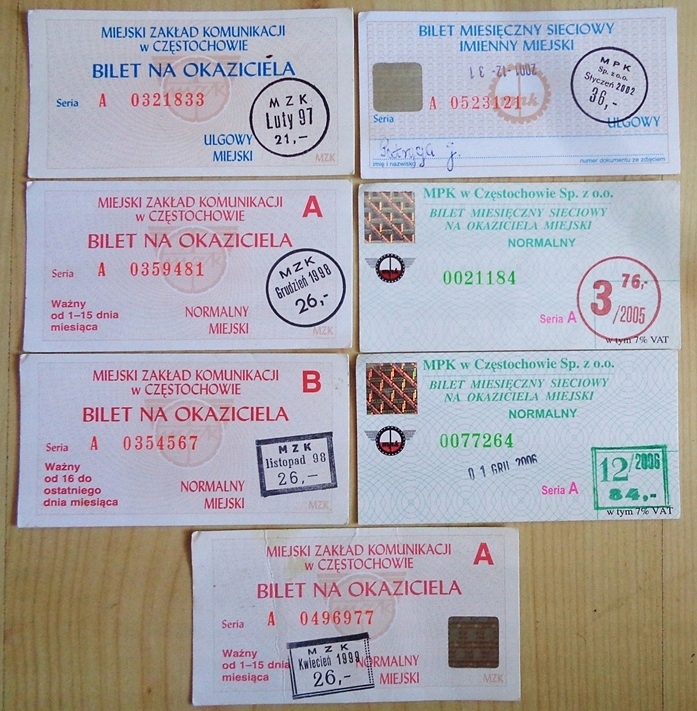 MIEJSKI ZAKŁAD KOMUNIKACJI
w CZĘSTOCHOWIE
BILET NA OKAZICIELA
Seria A 0321833
MZK
Luty 97
21,-
ULGOWY
MIEJSKI
MZK
BILET MIESIĘCZNY SIECIOWY
IMIENNY MIEJSKI
2001 -12- 31
MPK
Sp. z o.o.
Styczeń 2002
36,-
A 0523121
Seria
mzk
ULGOWY
imię i nazwisko
numer dokumentu ze zdjęciem
MIEJSKI ZAKŁAD KOMUNIKACJI
w CZĘSTOCHOWIE
A
BILET NA OKAZICIELA
Seria A 0359481
MZK
Grudzień 1998
26,-
Ważny
od 1–15 dnia
miesiąca
NORMALNY
MIEJSKI
MZK
MPK w Częstochowie Sp. z o.o.
BILET MIESIĘCZNY SIECIOWY
NA OKAZICIELA MIEJSKI
NORMALNY
0021184
76,-
3/2005
Seria A
w tym 7% VAT
MIEJSKI ZAKŁAD KOMUNIKACJI
w CZĘSTOCHOWIE
B
BILET NA OKAZICIELA
Seria A 0354567
MZK
listopad 98
26,-
Ważny
od 16 do
ostatniego
dnia miesiąca
NORMALNY
MIEJSKI
MZK
MPK w Częstochowie Sp. z o.o.
BILET MIESIĘCZNY SIECIOWY
NA OKAZICIELA MIEJSKI
NORMALNY
0077264
01 GRU 2006
12/2006
84,-
Seria A
w tym 7% VAT
MIEJSKI ZAKŁAD KOMUNIKACJI
w CZĘSTOCHOWIE
A
BILET NA OKAZICIELA
Seria A 0496977
MZK
Kwiecień 1999
26,-
Ważny
od 1–15 dnia
miesiąca
NORMALNY
MIEJSKI
MZK